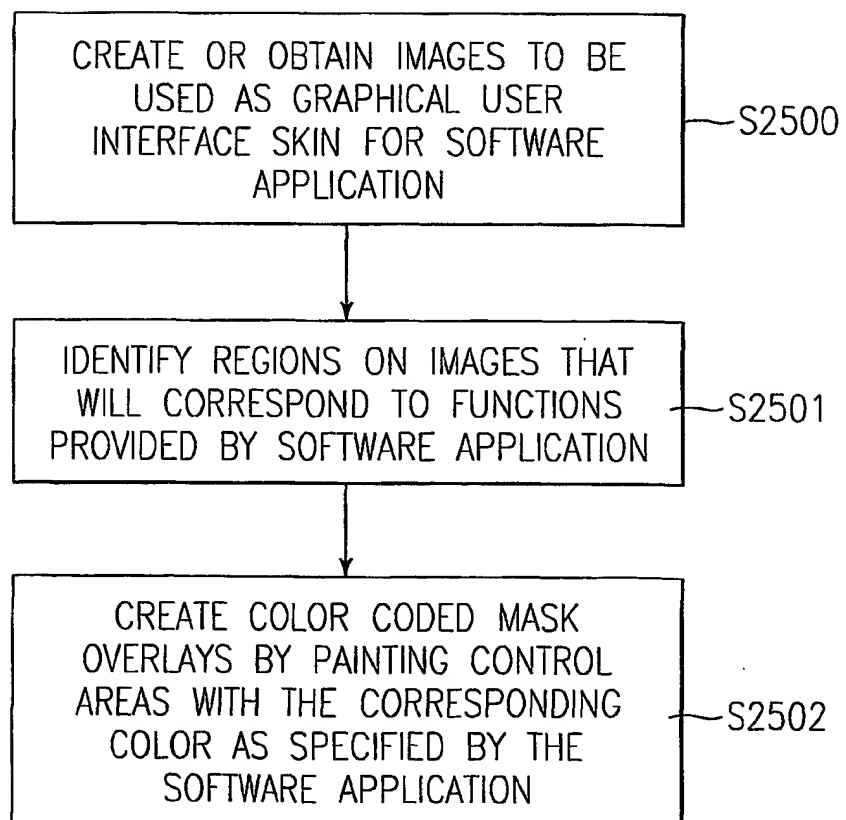 CREATE OR OBTAIN IMAGES TO BE
USED AS GRAPHICAL USER
INTERFACE SKIN FOR SOFTWARE
APPLICATION
S2500
IDENTIFY REGIONS ON IMAGES THAT
WILL CORRESPOND TO FUNCTIONS
PROVIDED BY SOFTWARE APPLICATION
S2501
CREATE COLOR CODED MASK
OVERLAYS BY PAINTING CONTROL
AREAS WITH THE CORRESPONDING
COLOR AS SPECIFIED BY THE
SOFTWARE APPLICATION
S2502